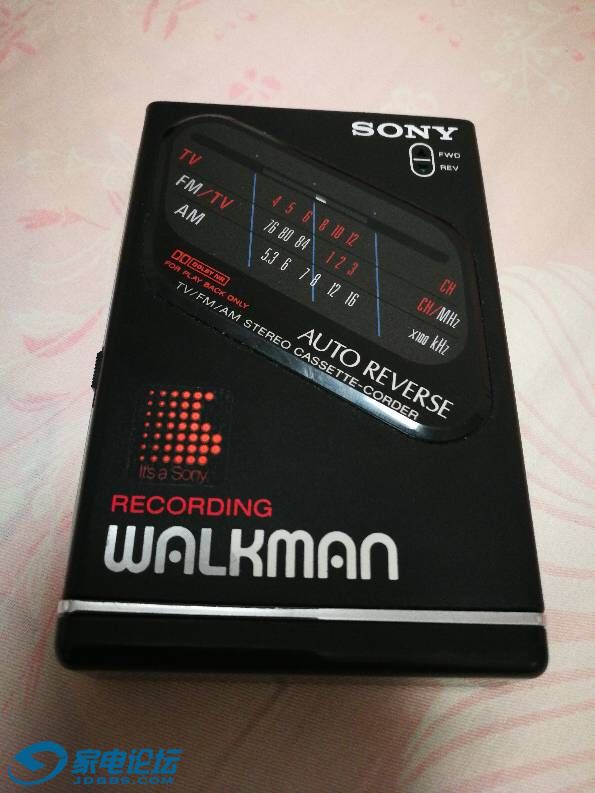 SONY
FWD
REV
TV
FM/TV
AM
4 5 6 8 10 12
76 80 84 1 2 3
5.3 6 7 8 12 16
CH
CH/MHz
X100 kHz
DOLBY NR
FOR PLAY BACK ONLY
TV/FM/AM STEREO CASSETTE-CORDER
AUTO REVERSE
It's a Sony
RECORDING
WALKMAN
家电论坛
JDBBS.COM